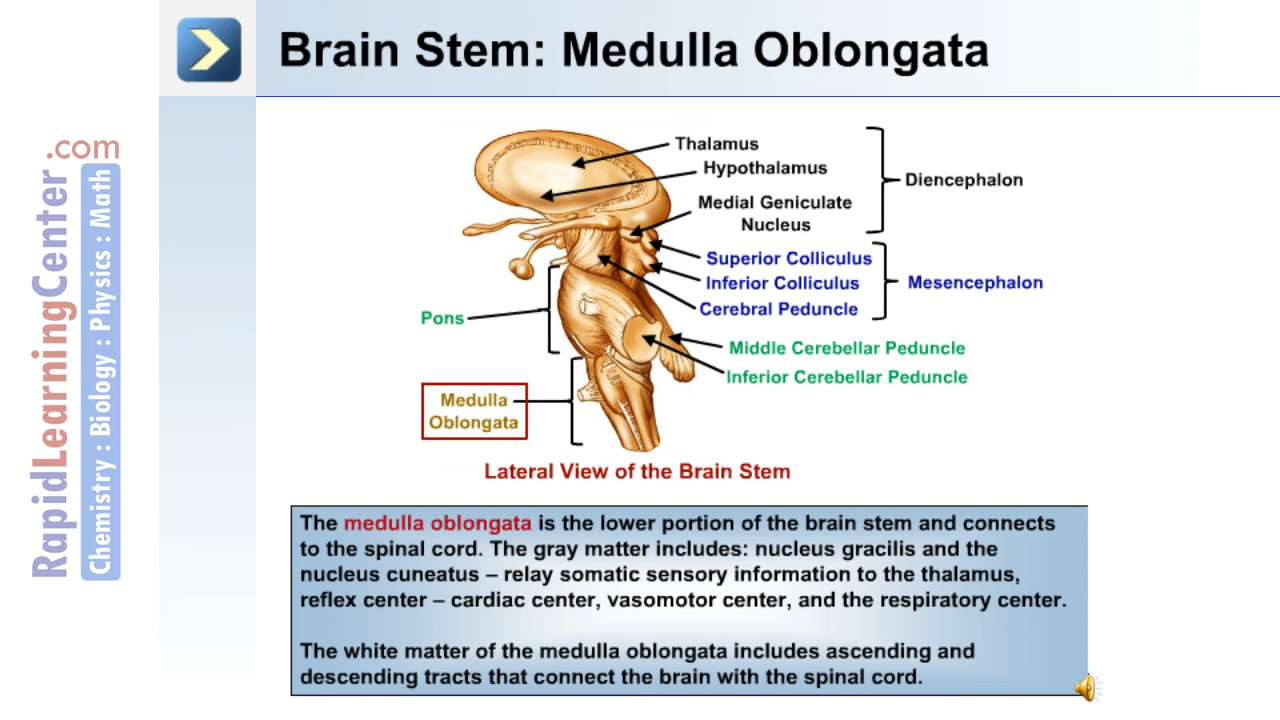 Brain Stem: Medulla Oblongata
RapidLearningCenter.com
Chemistry : Biology : Physics : Math
Thalamus
Hypothalamus
Medial Geniculate
Nucleus
Diencephalon
Superior Colliculus
Inferior Colliculus
Cerebral Peduncle
Mesencephalon
Pons
Middle Cerebellar Peduncle
Inferior Cerebellar Peduncle
Medulla
Oblongata
Lateral View of the Brain Stem
The medulla oblongata is the lower portion of the brain stem and connects
to the spinal cord. The gray matter includes: nucleus gracilis and the
nucleus cuneatus – relay somatic sensory information to the thalamus,
reflex center – cardiac center, vasomotor center, and the respiratory center.
The white matter of the medulla oblongata includes ascending and
descending tracts that connect the brain with the spinal cord.